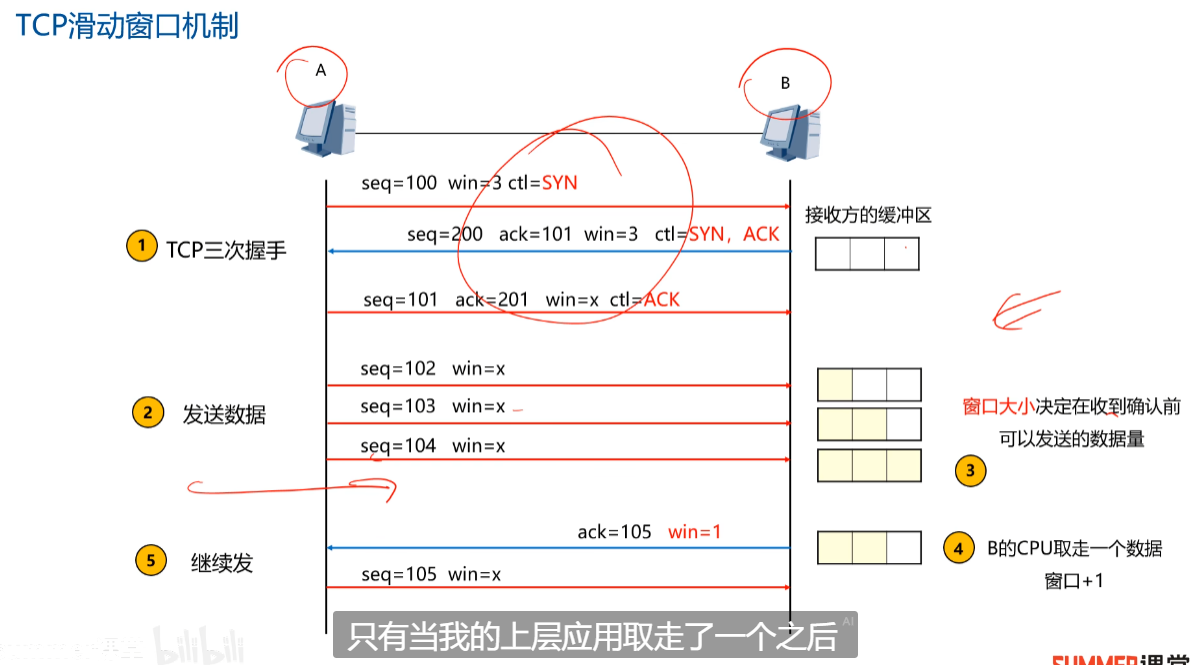 TCP滑动窗口机制
A
B
seq=100 win=3 ctl=SYN
接收方的缓冲区
seq=200 ack=101 win=3 ctl=SYN，ACK
1 TCP三次握手
seq=101 ack=201 win=x ctl=ACK
seq=102 win=x
2 发送数据
seq=103 win=x
窗口大小决定在收到确认前
可以发送的数据量
seq=104 win=x
3
ack=105 win=1
4 B的CPU取走一个数据
窗口+1
5 继续发
seq=105 win=x
只有当我的上层应用取走了一个之后
AI
bilibili
SUMMER课堂